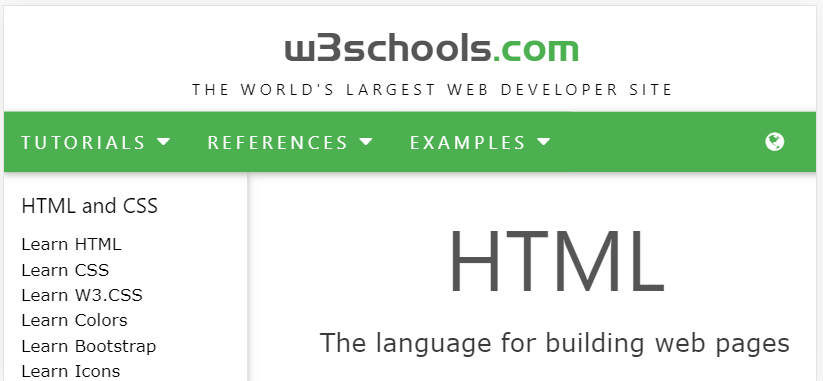 w3schools.com
THE WORLD'S LARGEST WEB DEVELOPER SITE
TUTORIALS REFERENCES EXAMPLES
HTML and CSS
Learn HTML
Learn CSS
Learn W3.CSS
Learn Colors
Learn Bootstrap
Learn Icons
HTML
The language for building web pages